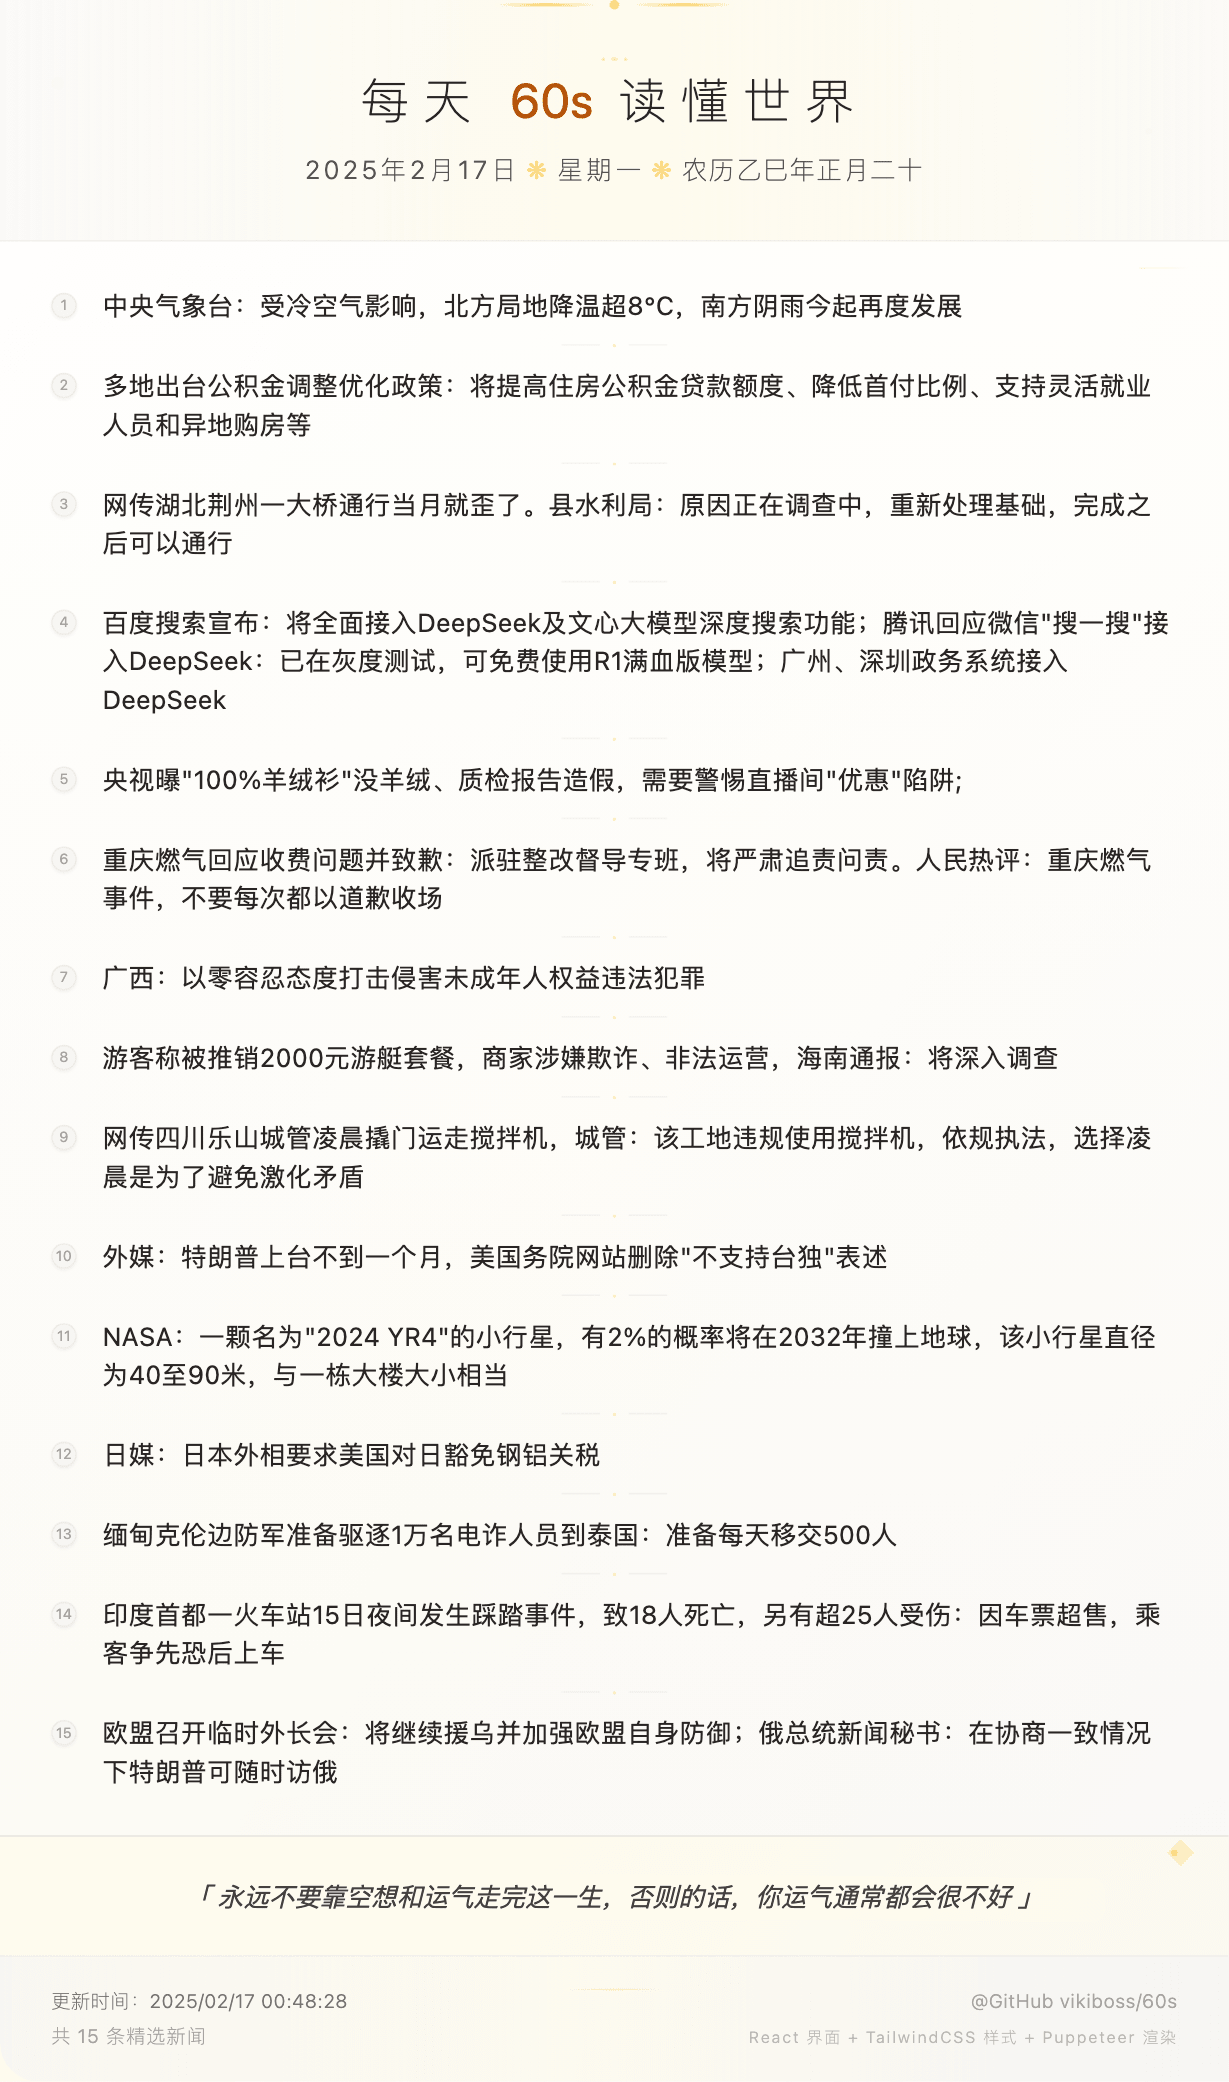 每天 60s 读懂世界
2025年2月17日 ❋ 星期一 ❋ 农历乙巳年正月二十
1 中央气象台：受冷空气影响，北方局地降温超8°C，南方阴雨今起再度发展
2 多地出台公积金调整优化政策：将提高住房公积金贷款额度、降低首付比例、支持灵活就业
人员和异地购房等
3 网传湖北荆州一大桥通行当月就歪了。县水利局：原因正在调查中，重新处理基础，完成之
后可以通行
4 百度搜索宣布：将全面接入DeepSeek及文心大模型深度搜索功能；腾讯回应微信"搜一搜"接
入DeepSeek：已在灰度测试，可免费使用R1满血版模型；广州、深圳政务系统接入
DeepSeek
5 央视曝"100%羊绒衫"没羊绒、质检报告造假，需要警惕直播间"优惠"陷阱;
6 重庆燃气回应收费问题并致歉：派驻整改督导专班，将严肃追责问责。人民热评：重庆燃气
事件，不要每次都以道歉收场
7 广西：以零容忍态度打击侵害未成年人权益违法犯罪
8 游客称被推销2000元游艇套餐，商家涉嫌欺诈、非法运营，海南通报：将深入调查
9 网传四川乐山城管凌晨撬门运走搅拌机，城管：该工地违规使用搅拌机，依规执法，选择凌
晨是为了避免激化矛盾
10 外媒：特朗普上台不到一个月，美国务院网站删除"不支持台独"表述
11 NASA：一颗名为"2024 YR4"的小行星，有2%的概率将在2032年撞上地球，该小行星直径
为40至90米，与一栋大楼大小相当
12 日媒：日本外相要求美国对日豁免钢铝关税
13 缅甸克伦边防军准备驱逐1万名电诈人员到泰国：准备每天移交500人
14 印度首都一火车站15日夜间发生踩踏事件，致18人死亡，另有超25人受伤：因车票超售，乘
客争先恐后上车
15 欧盟召开临时外长会：将继续援乌并加强欧盟自身防御；俄总统新闻秘书：在协商一致情况
下特朗普可随时访俄
「 永远不要靠空想和运气走完这一生，否则的话，你运气通常都会很不好 」
更新时间：2025/02/17 00:48:28
@GitHub vikiboss/60s
共 15 条精选新闻
React 界面 + TailwindCSS 样式 + Puppeteer 渲染